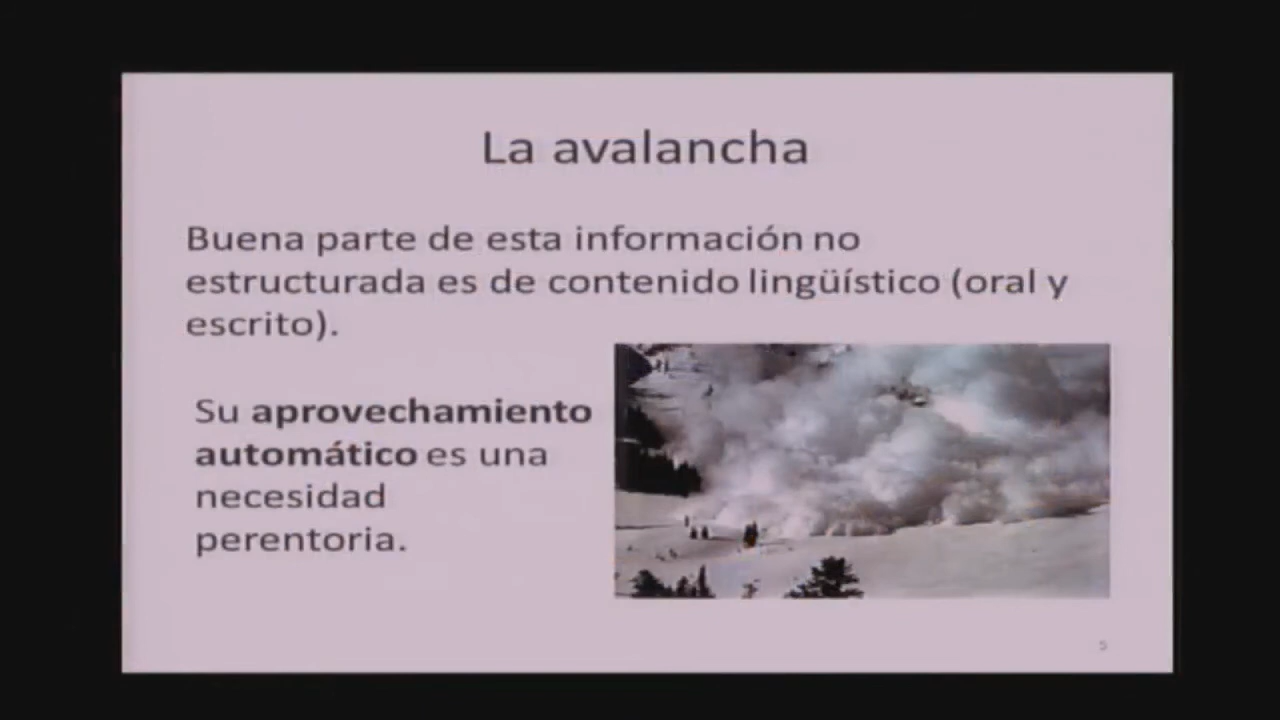 La avalancha
Buena parte de esta información no
estructurada es de contenido lingüístico (oral y
escrito).
Su aprovechamiento
automático es una
necesidad
perentoria.
5